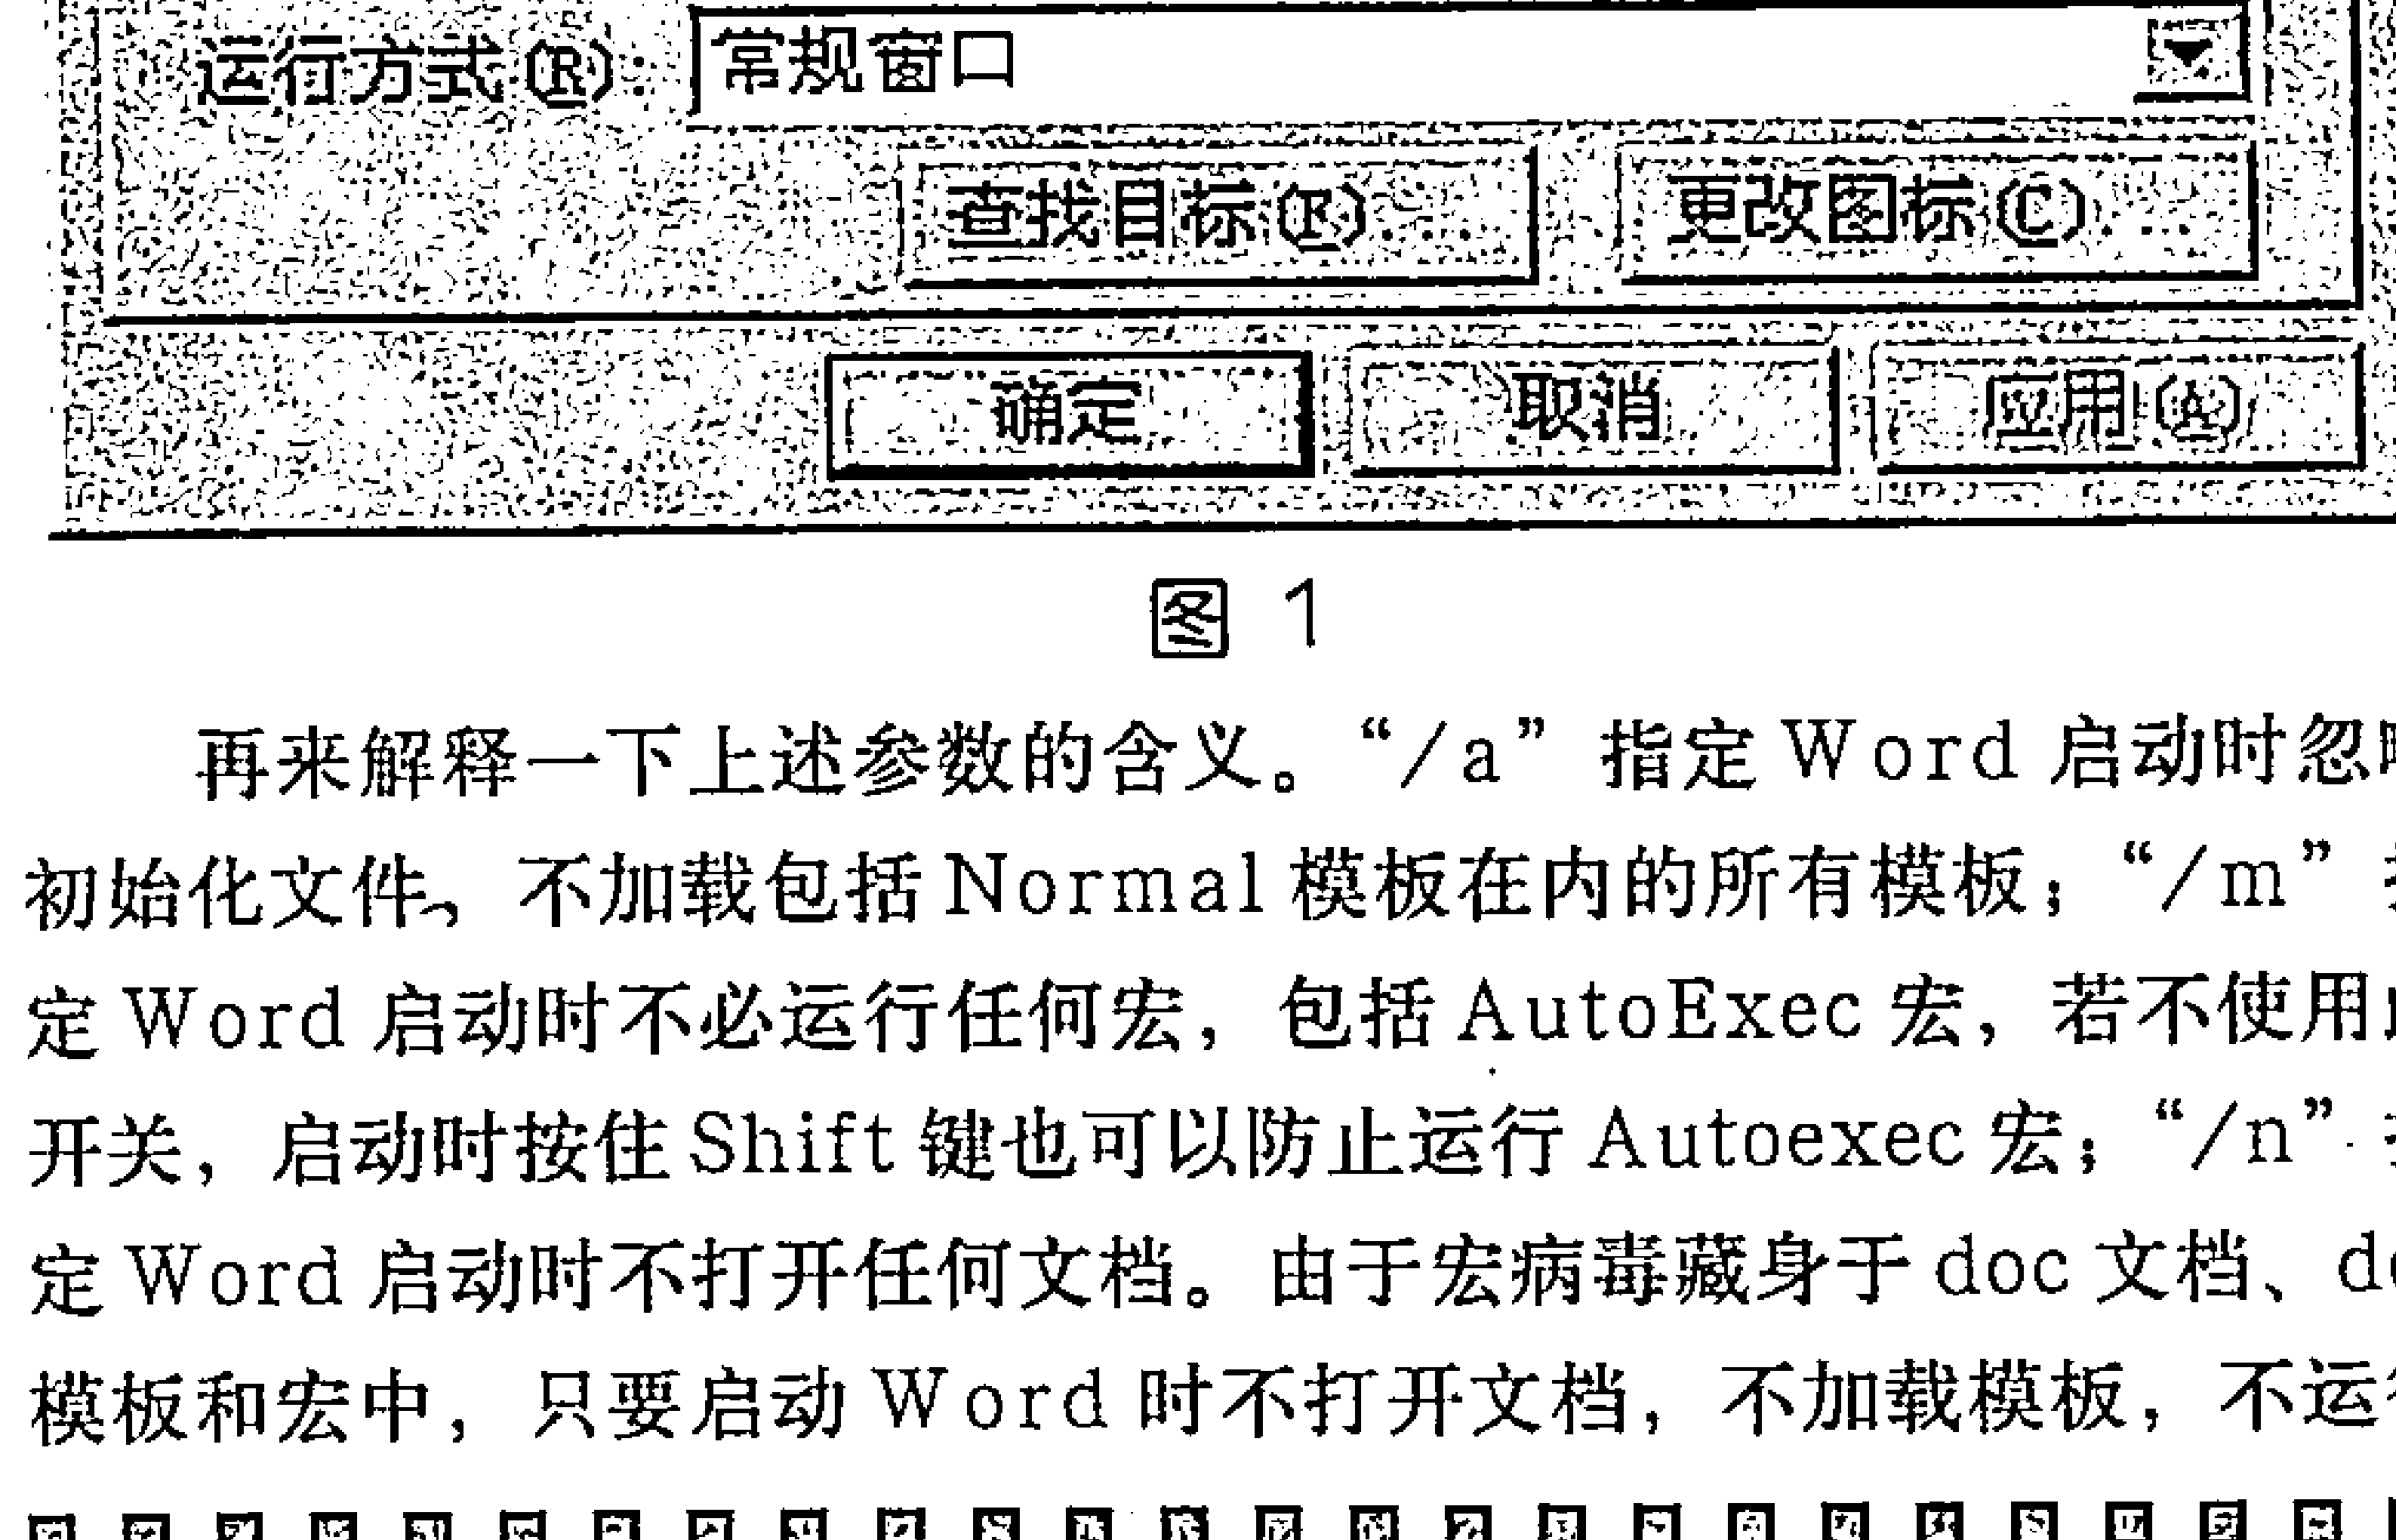 运行方式(R): 常规窗口
查找目标(F)... 更改图标(C)...
确定 取消 应用(A)
图 1
再来解释一下上述参数的含义。“/a”指定 Word 启动时忽
初始化文件、不加载包括 Normal 模板在内的所有模板；“/m”
定 Word 启动时不必运行任何宏，包括 AutoExec 宏，若不使用
开关，启动时按住 Shift 键也可以防止运行 Autoexec 宏；“/n”
定 Word 启动时不打开任何文档。由于宏病毒藏身于 doc 文档、
模板和宏中，只要启动 Word 时不打开文档，不加载模板，不运